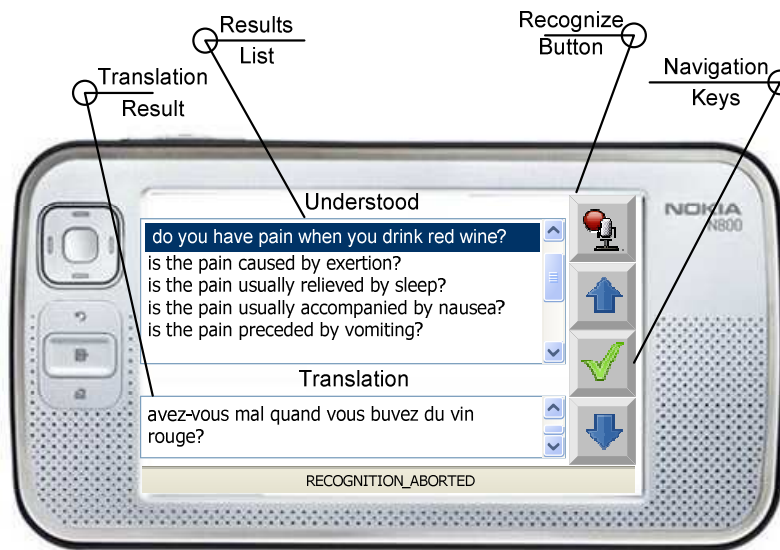 Results
List
Recognize
Button
Translation
Result
Navigation
Keys
NOKIA
N800
Understood
do you have pain when you drink red wine?
is the pain caused by exertion?
is the pain usually relieved by sleep?
is the pain usually accompanied by nausea?
is the pain preceded by vomiting?
Translation
avez-vous mal quand vous buvez du vin
rouge?
RECOGNITION_ABORTED